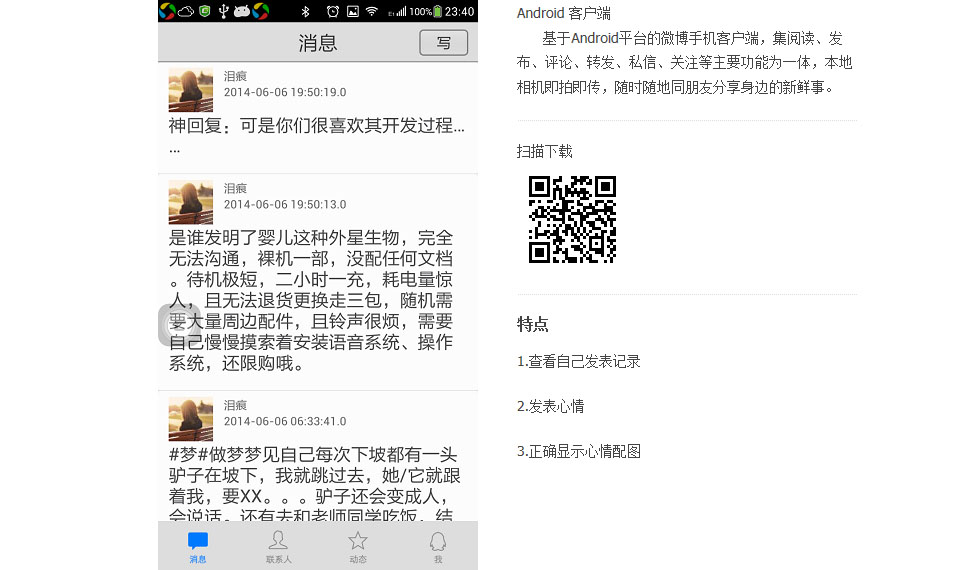 100% 23:40
消息
写
泪痕
2014-06-06 19:50:19.0
神回复：可是你们很喜欢其开发过程...
...
泪痕
2014-06-06 19:50:13.0
是谁发明了婴儿这种外星生物，完全
无法沟通，裸机一部，没配任何文档
。待机极短，二小时一充，耗电量惊
人，且无法退货更换走三包，随机需
要大量周边配件，且铃声很烦，需要
自己慢慢摸索着安装语音系统、操作
系统，还限购哦。
泪痕
2014-06-06 06:33:41.0
#梦#做梦梦见自己每次下坡都有一头
驴子在坡下，我就跳过去，她/它就跟
着我，要XX。。。驴子还会变成人，
会说话。还有去和老师同学吃饭，结
消息
联系人
动态
我
Android 客户端
基于Android平台的微博手机客户端，集阅读、发
布、评论、转发、私信、关注等主要功能为一体，本地
相机即拍即传，随时随地同朋友分享身边的新鲜事。
扫描下载
特点
1.查看自己发表记录
2.发表心情
3.正确显示心情配图